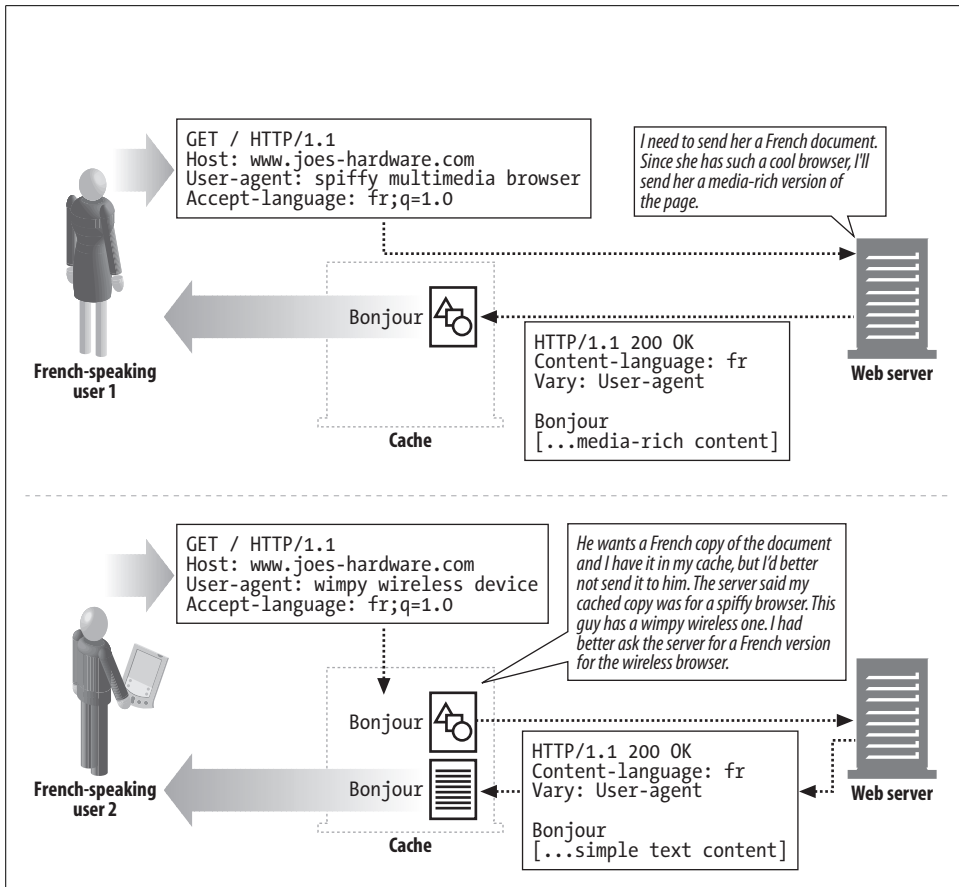 GET / HTTP/1.1
Host: www.joes-hardware.com
User-agent: spiffy multimedia browser
Accept-language: fr;q=1.0
I need to send her a French document.
Since she has such a cool browser, I'll
send her a media-rich version of
the page.
Bonjour
HTTP/1.1 200 OK
Content-language: fr
Vary: User-agent
Bonjour
[...media-rich content]
French-speaking
user 1
Cache
Web server
GET / HTTP/1.1
Host: www.joes-hardware.com
User-agent: wimpy wireless device
Accept-language: fr;q=1.0
He wants a French copy of the document
and I have it in my cache, but I'd better
not send it to him. The server said my
cached copy was for a spiffy browser. This
guy has a wimpy wireless one. I had
better ask the server for a French version
for the wireless browser.
Bonjour
Bonjour
HTTP/1.1 200 OK
Content-language: fr
Vary: User-agent
Bonjour
[...simple text content]
French-speaking
user 2
Cache
Web server